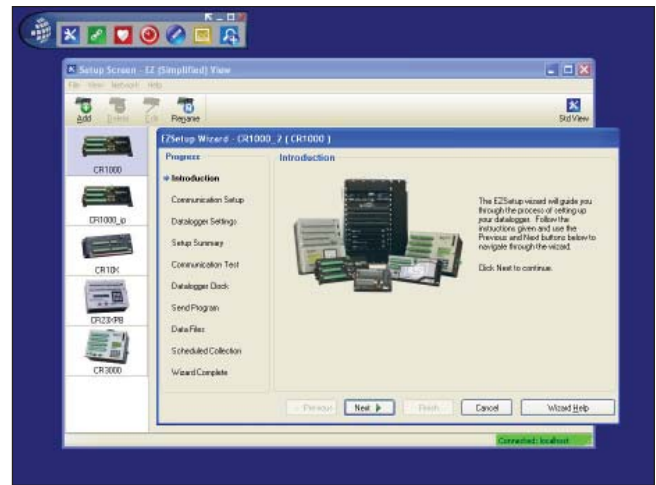 Setup Screen - EZ (Simplified) View
File View Network Help
Add Delete Edit Rename
Std View
EZSetup Wizard - CR1000_2 ( CR1000 )
CR1000
CR1000_ip
CR10X
CR23XPB
CR3000
Progress
Introduction
Communication Setup
Datalogger Settings
Setup Summary
Communication Test
Datalogger Clock
Send Program
Data Files
Scheduled Collection
Wizard Complete
Introduction
The EZSetup wizard will guide you
through the process of setting up
your datalogger. Follow the
instructions given and use the
Previous and Next buttons below to
navigate through the wizard.
Click Next to continue.
Previous Next Finish Cancel Wizard Help
Connected: localhost